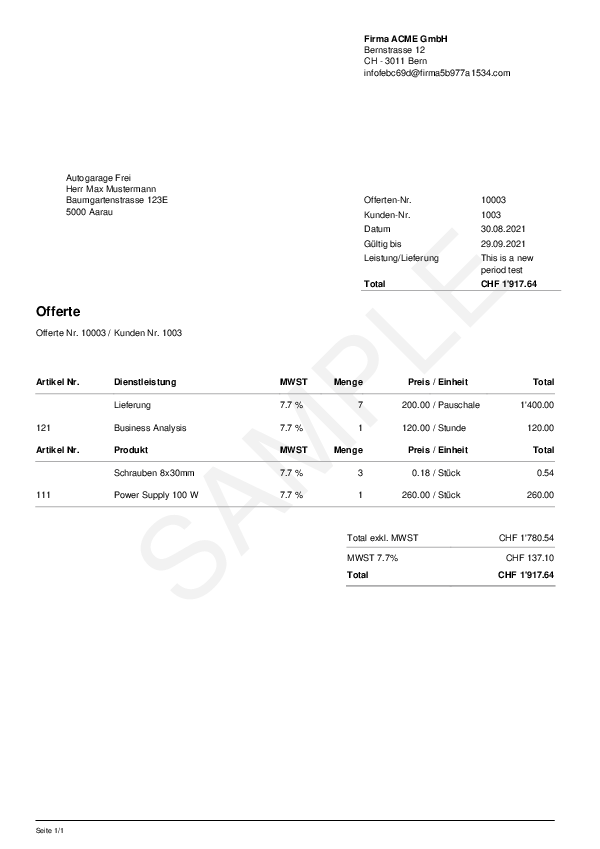 Firma ACME GmbH
Bernstrasse 12
CH - 3011 Bern
infofebc69d@firma5b977a1534.com
Autogarage Frei
Herr Max Mustermann
Baumgartenstrasse 123E
5000 Aarau
Offerten-Nr. 10003
Kunden-Nr. 1003
Datum 30.08.2021
Gültig bis 29.09.2021
Leistung/Lieferung This is a new
period test
Total CHF 1'917.64
Offerte
Offerte Nr. 10003 / Kunden Nr. 1003
Artikel Nr. Dienstleistung MWST Menge Preis / Einheit Total
Lieferung 7.7 % 7 200.00 / Pauschale 1'400.00
121 Business Analysis 7.7 % 1 120.00 / Stunde 120.00
Artikel Nr. Produkt MWST Menge Preis / Einheit Total
Schrauben 8x30mm 7.7 % 3 0.18 / Stück 0.54
111 Power Supply 100 W 7.7 % 1 260.00 / Stück 260.00
Total exkl. MWST CHF 1'780.54
MWST 7.7% CHF 137.10
Total CHF 1'917.64
SAMPLE
Seite 1/1